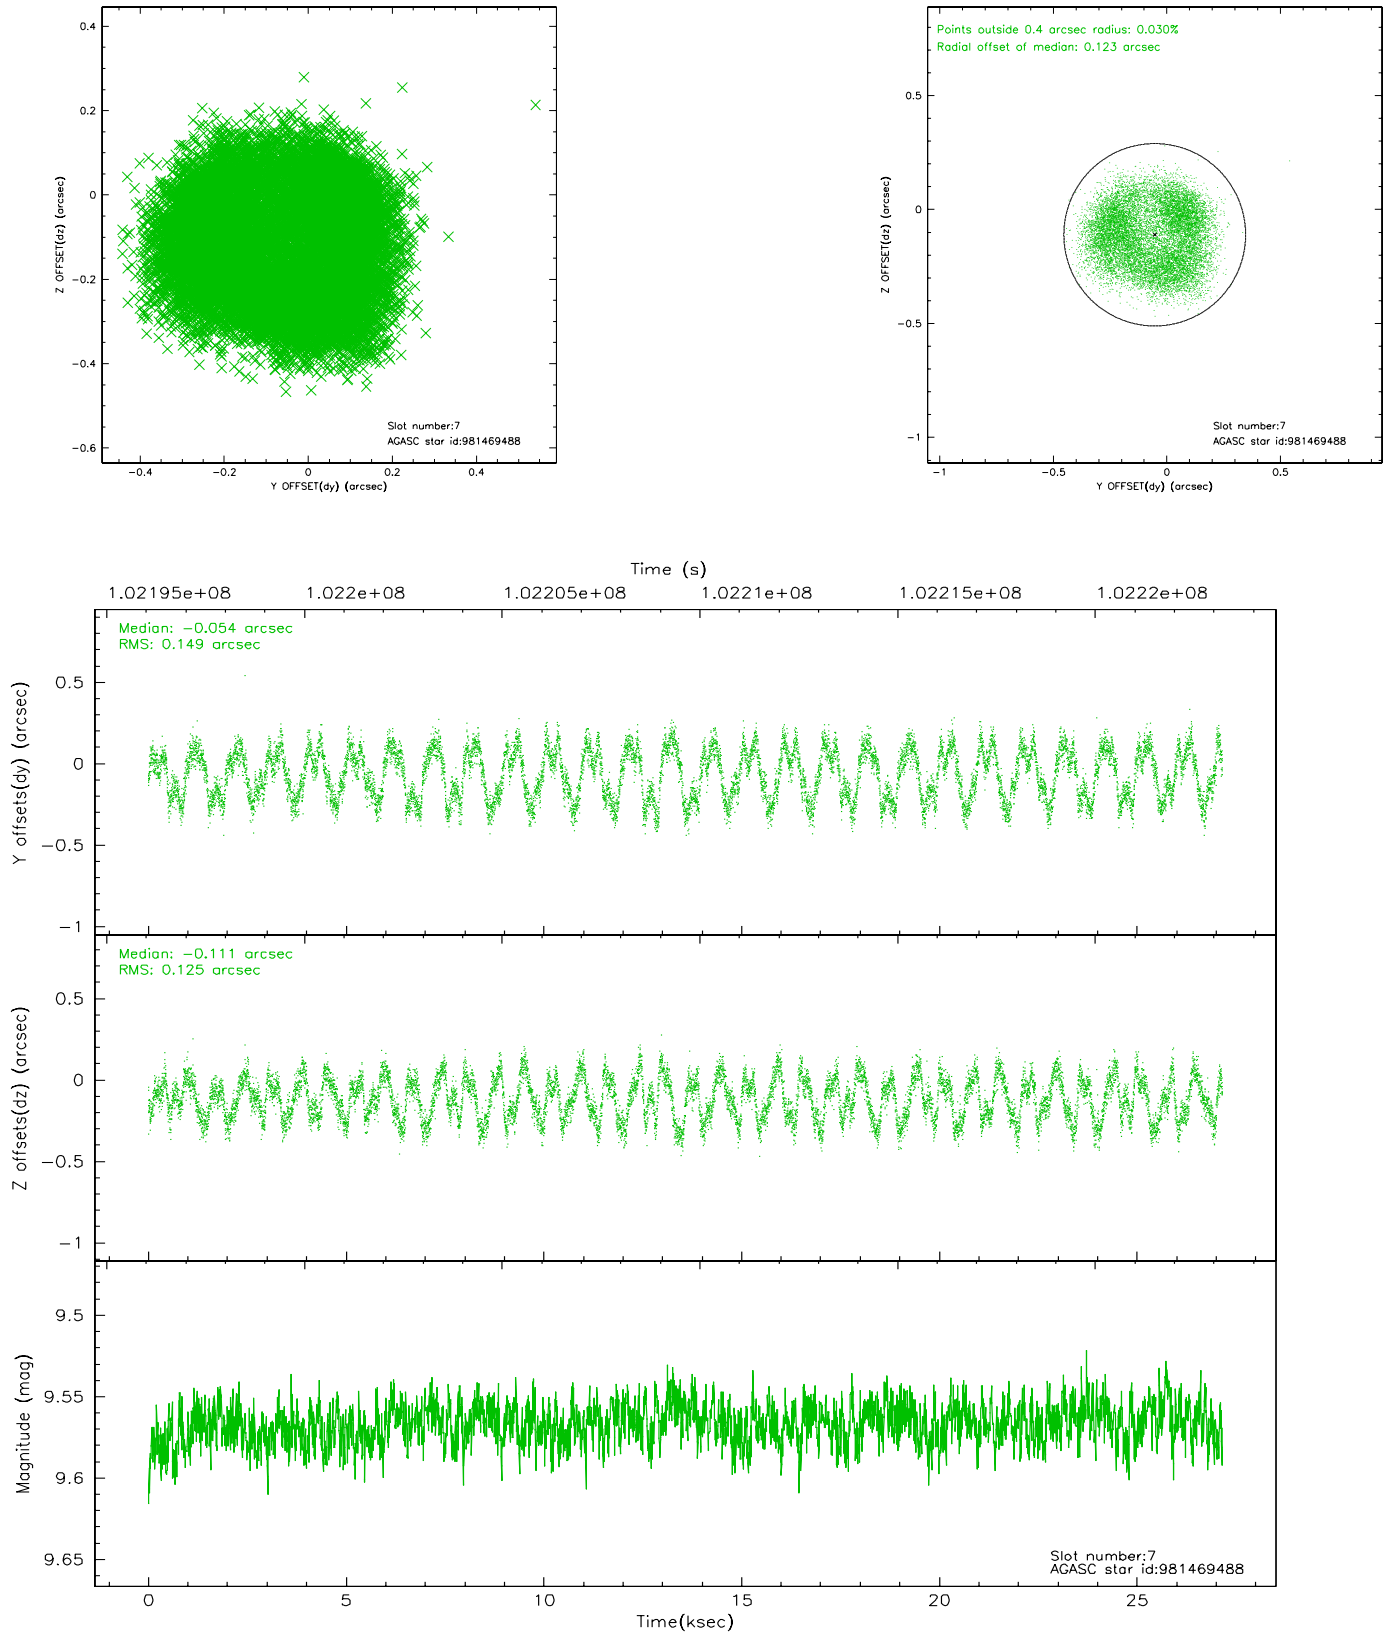 0.4
0.2
0
−0.2
−0.4
−0.6
Z OFFSET(dz) (arcsec)
Slot number:7
AGASC star id:981469488
−0.4
−0.2
0
0.2
0.4
Y OFFSET(dy) (arcsec)
Points outside 0.4 arcsec radius: 0.030%
Radial offset of median: 0.123 arcsec
0.5
0
−0.5
−1
Z OFFSET(dz) (arcsec)
Slot number:7
AGASC star id:981469488
−1
−0.5
0
0.5
Y OFFSET(dy) (arcsec)
Time (s)
1.02195e+08
1.022e+08
1.02205e+08
1.0221e+08
1.02215e+08
1.0222e+08
Median: −0.054 arcsec
RMS: 0.149 arcsec
0.5
0
−0.5
−1
Y offsets(dy) (arcsec)
Median: −0.111 arcsec
RMS: 0.125 arcsec
0.5
0
−0.5
−1
Z offsets(dz) (arcsec)
9.5
9.55
9.6
9.65
Magnitude (mag)
Slot number:7
AGASC star id:981469488
0
5
10
15
20
25
Time(ksec)